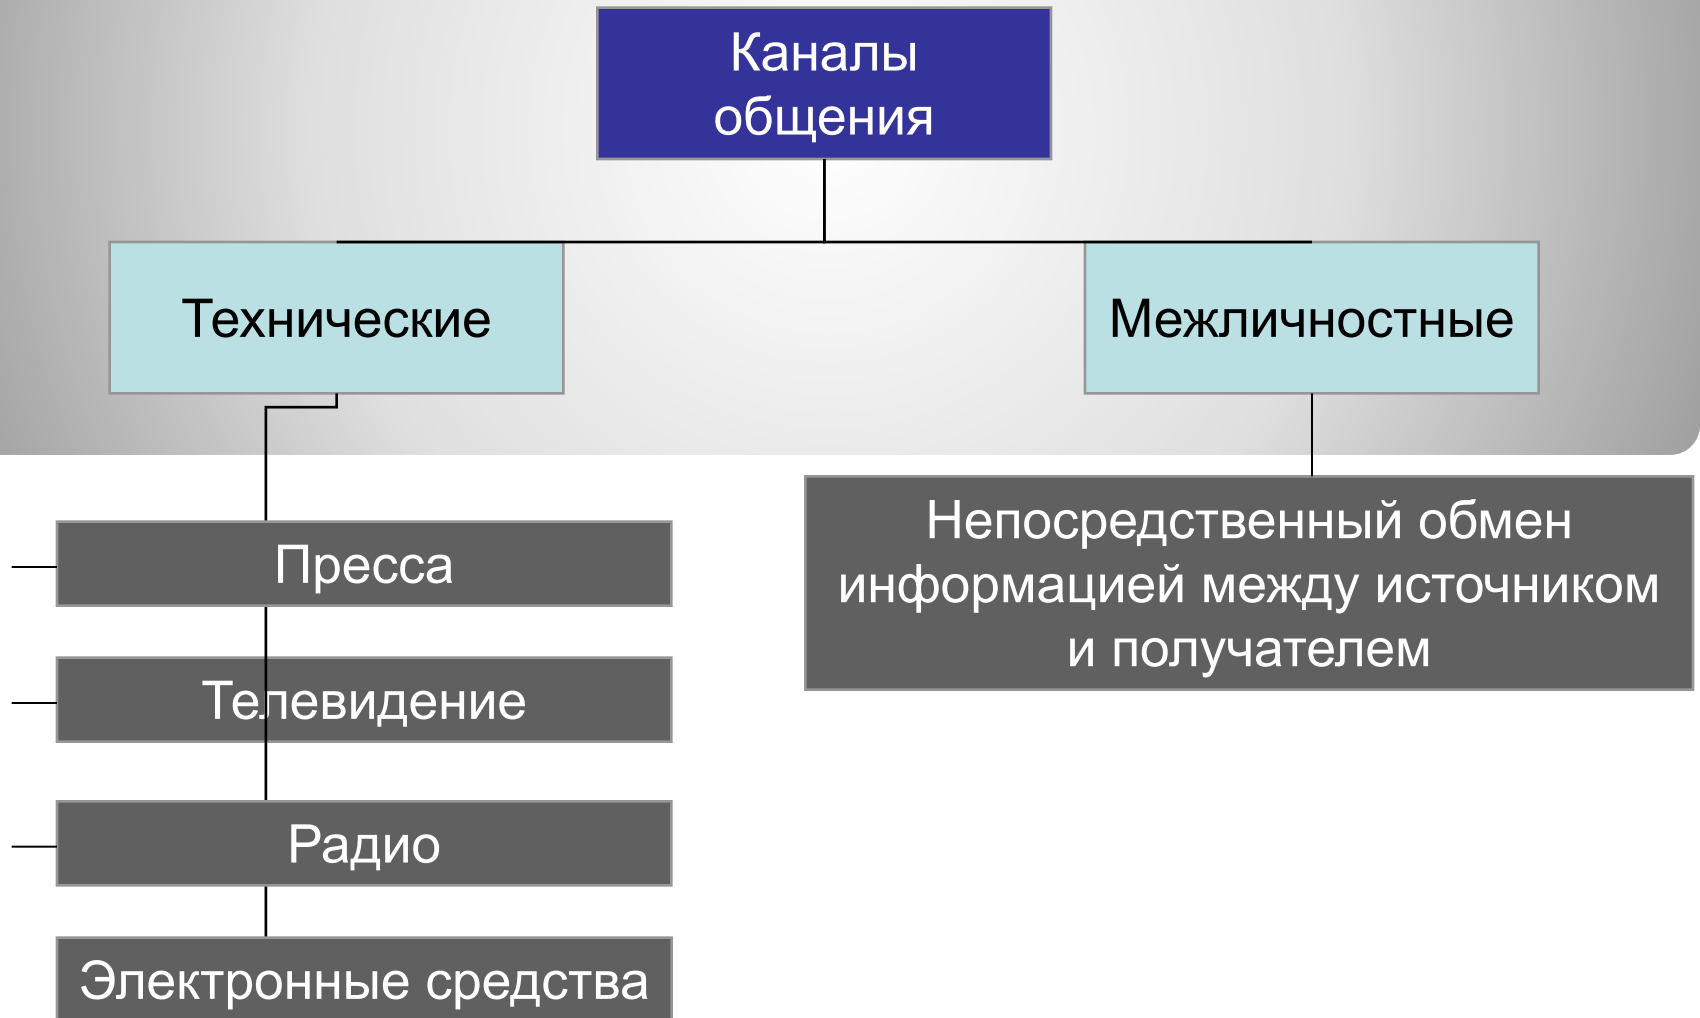 Каналы
общения
Технические
Межличностные
Пресса
Телевидение
Радио
Электронные средства
Непосредственный обмен
информацией между источником
и получателем